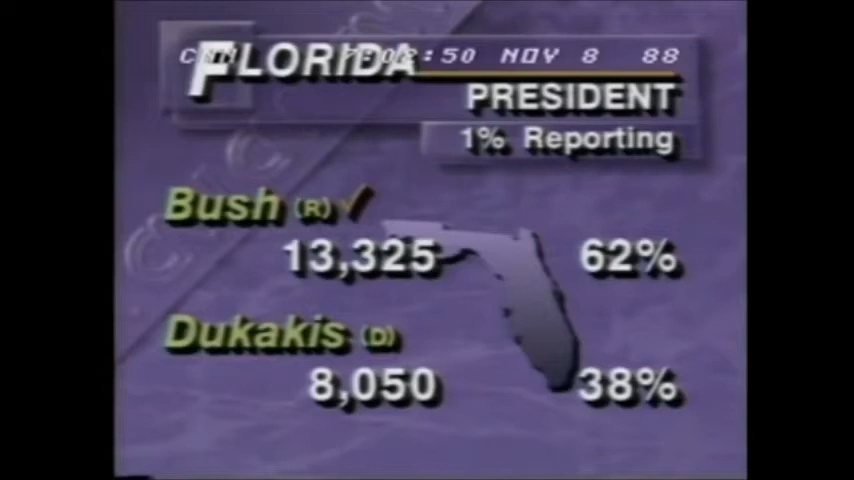 FLORIDA
:50 NOV 8 88
PRESIDENT
1% Reporting
Bush (R) ✓
13,325 62%
Dukakis (D)
8,050 38%